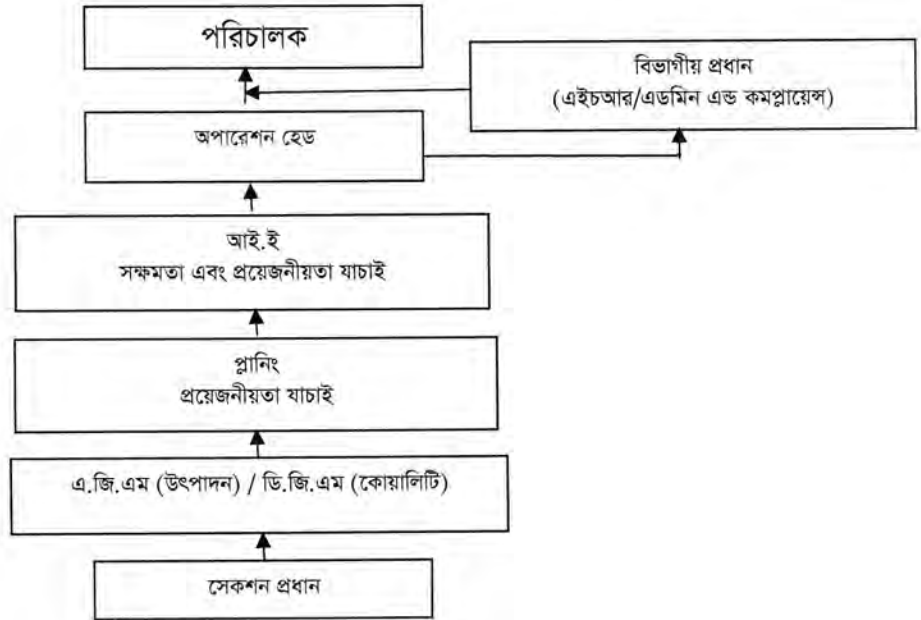 পরিচালক
বিভাগীয় প্রধান
(এইচআর/এডমিন এন্ড কমপ্লায়েন্স)
অপারেশন হেড
আই.ই
সক্ষমতা এবং প্রয়েজনীয়তা যাচাই
প্লানিং
প্রয়েজনীয়তা যাচাই
এ.জি.এম (উৎপাদন) / ডি.জি.এম (কোয়ালিটি)
সেকশন প্রধান